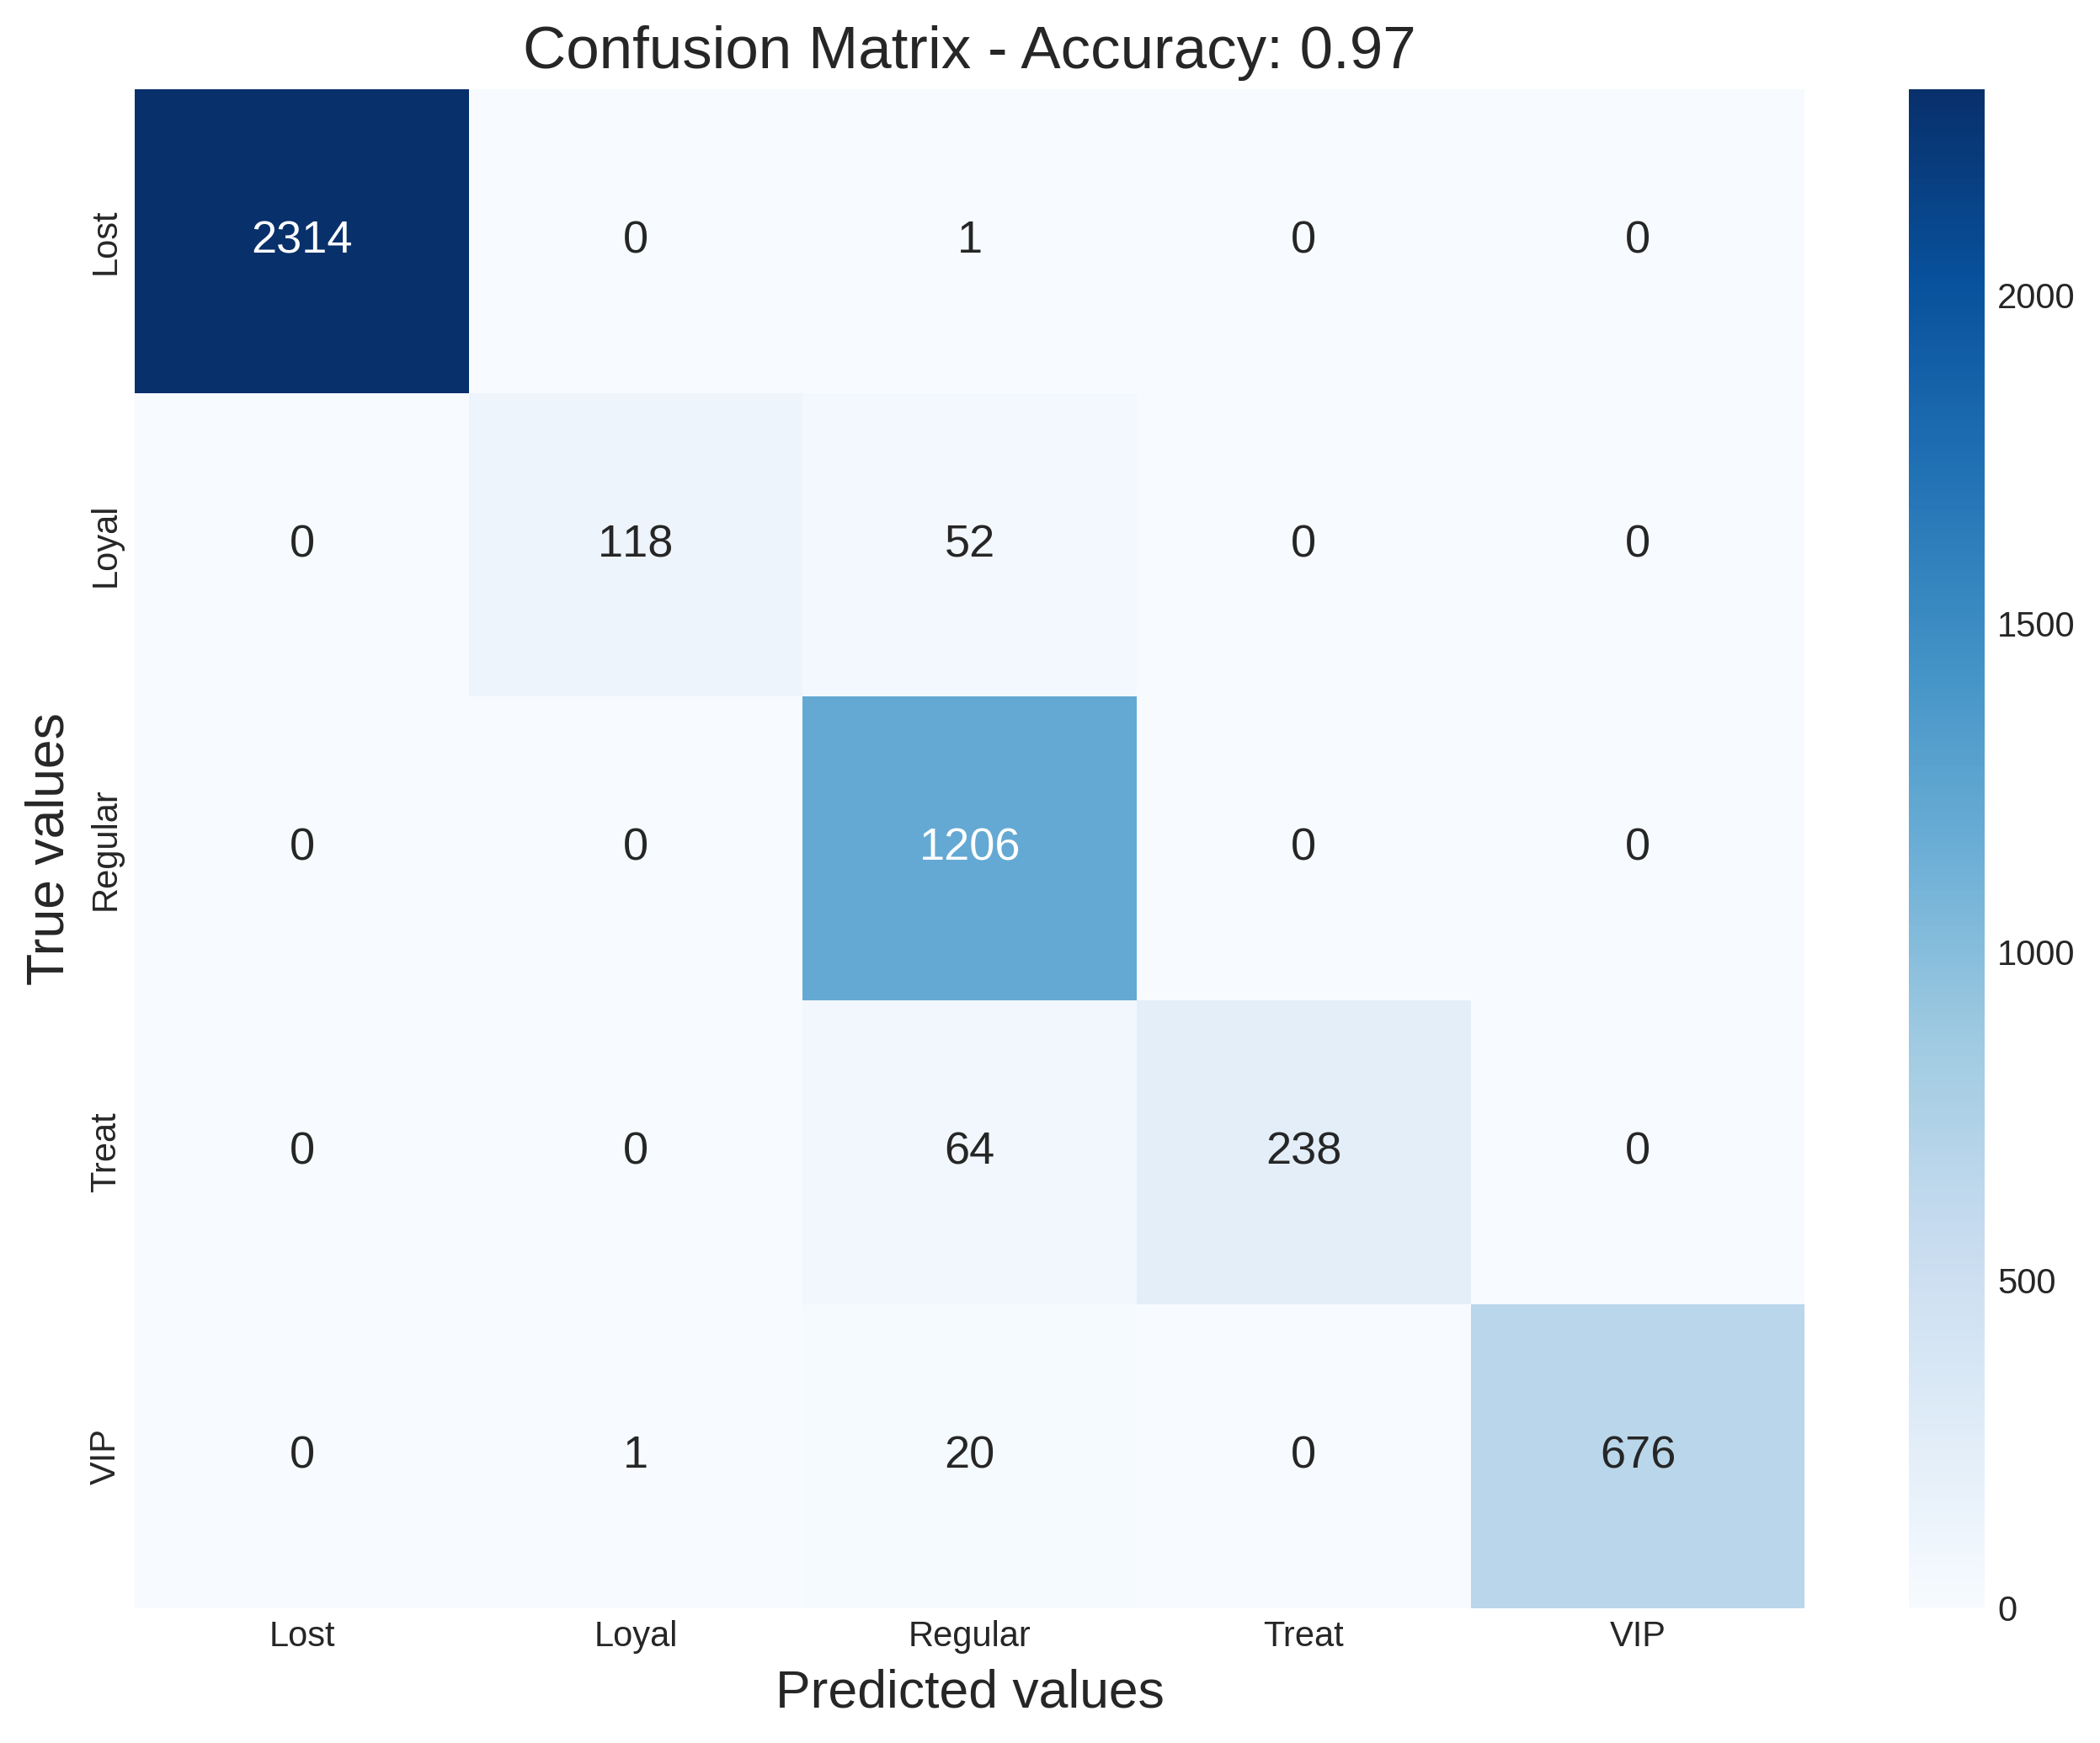 Confusion Matrix - Accuracy: 0.97
True values
Lost 2314 0 1 0 0
Loyal 0 118 52 0 0
Regular 0 0 1206 0 0
Treat 0 0 64 238 0
VIP 0 1 20 0 676
Lost Loyal Regular Treat VIP
Predicted values
2000
1500
1000
500
0